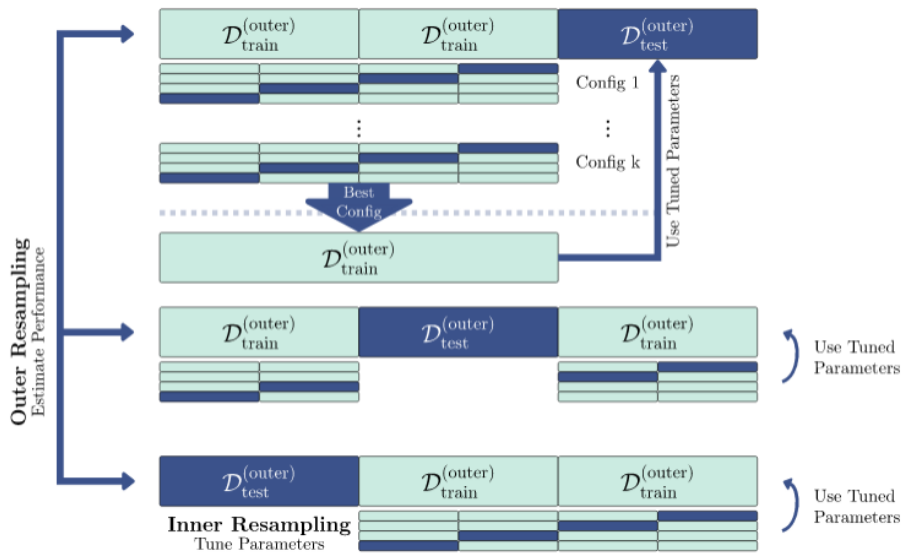 𝒟_train^(outer) 𝒟_train^(outer) 𝒟_test^(outer)
Config 1
⋮ ⋮
Config k
Best
Config
Use Tuned Parameters
𝒟_train^(outer)
Outer Resampling
Estimate Performance
𝒟_train^(outer) 𝒟_test^(outer) 𝒟_train^(outer)
Use Tuned
Parameters
𝒟_test^(outer) 𝒟_train^(outer) 𝒟_train^(outer)
Inner Resampling
Tune Parameters
Use Tuned
Parameters